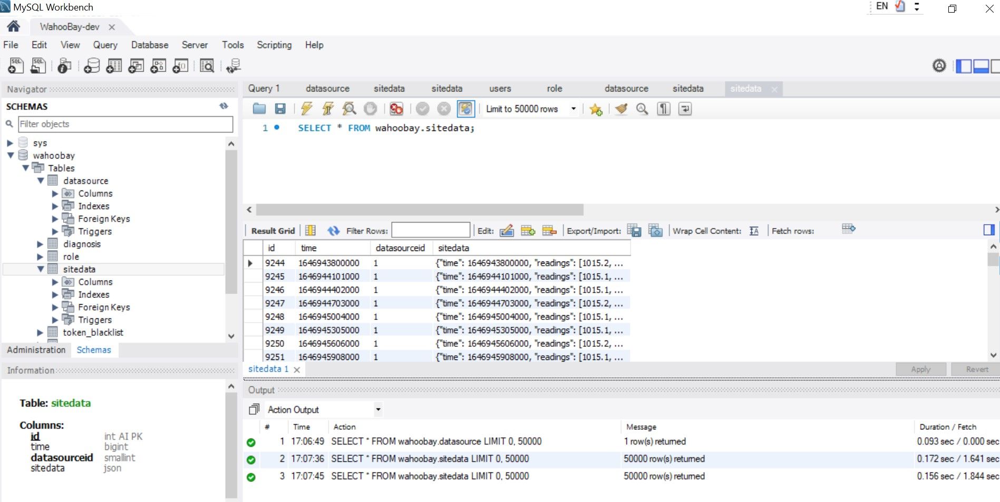 MySQL Workbench
EN
WahooBay-dev
File Edit View Query Database Server Tools Scripting Help
Navigator
SCHEMAS
Filter objects
sys
wahoobay
Tables
datasource
Columns
Indexes
Foreign Keys
Triggers
diagnosis
role
sitedata
Columns
Indexes
Foreign Keys
Triggers
token_blacklist
Administration Schemas
Information
Table: sitedata
Columns:
id int AI PK
time bigint
datasourceid smallint
sitedata json
Query 1 datasource sitedata sitedata users role datasource sitedata sitedata
Limit to 50000 rows
1 SELECT * FROM wahoobay.sitedata;
Result Grid Filter Rows: Edit: Export/Import: Wrap Cell Content: Fetch rows:
id time datasourceid sitedata
9244 1646943800000 1 {"time": 1646943800000, "readings": [1015.2, ...
9245 1646944101000 1 {"time": 1646944101000, "readings": [1015.1, ...
9246 1646944402000 1 {"time": 1646944402000, "readings": [1015.1, ...
9247 1646944703000 1 {"time": 1646944703000, "readings": [1015.2, ...
9248 1646945004000 1 {"time": 1646945004000, "readings": [1015.1, ...
9249 1646945305000 1 {"time": 1646945305000, "readings": [1015.1, ...
9250 1646945606000 1 {"time": 1646945606000, "readings": [1015.2, ...
9251 1646945908000 1 {"time": 1646945908000, "readings": [1015.1, ...
sitedata 1
Apply Revert
Output
Action Output
# Time Action Message Duration / Fetch
1 17:06:49 SELECT * FROM wahoobay.datasource LIMIT 0, 50000 1 row(s) returned 0.093 sec / 0.000 sec
2 17:07:36 SELECT * FROM wahoobay.sitedata LIMIT 0, 50000 50000 row(s) returned 0.172 sec / 1.641 sec
3 17:07:45 SELECT * FROM wahoobay.sitedata LIMIT 0, 50000 50000 row(s) returned 0.156 sec / 1.844 sec